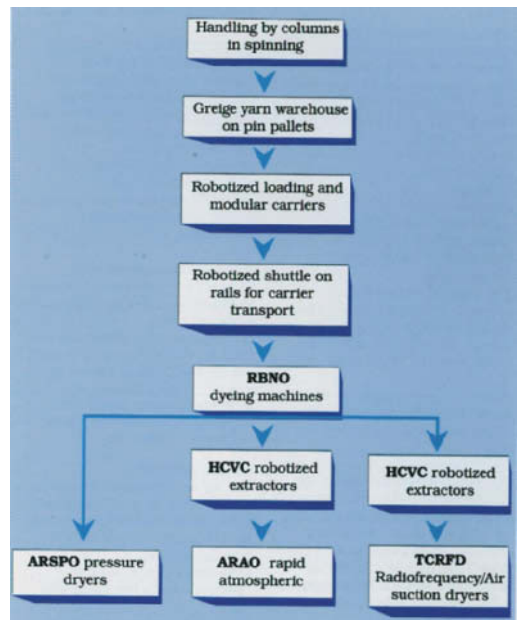 Handling by columns
in spinning
Greige yarn warehouse
on pin pallets
Robotized loading and
modular carriers
Robotized shuttle on
rails for carrier
transport
RBNO
dyeing machines
HCVC robotized
extractors
HCVC robotized
extractors
ARSPO pressure
dryers
ARAO rapid
atmospheric
TCRFD
Radiofrequency/Air
suction dryers